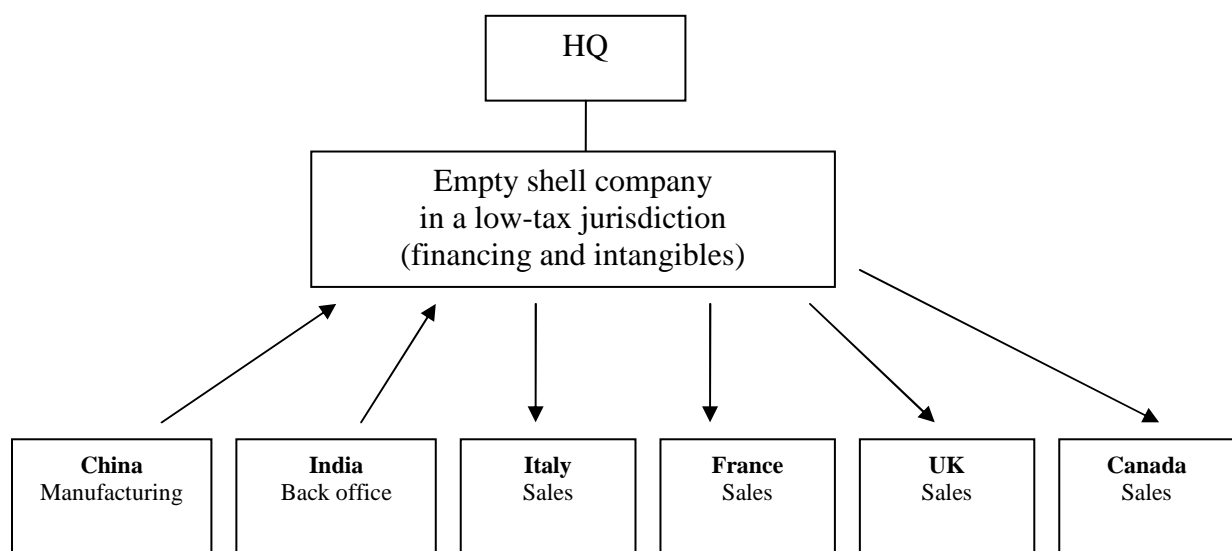 HQ
Empty shell company
in a low-tax jurisdiction
(financing and intangibles)
China
Manufacturing
India
Back office
Italy
Sales
France
Sales
UK
Sales
Canada
Sales